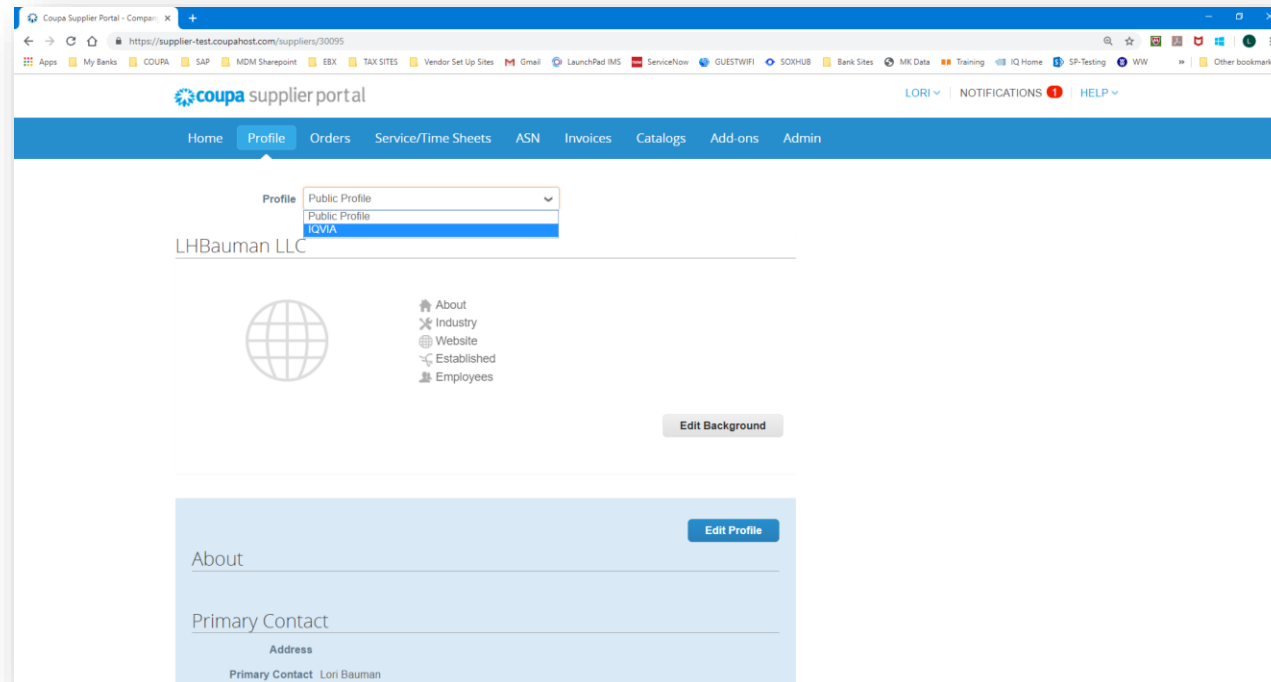 Coupa Supplier Portal - Compan
https://supplier-test.coupahost.com/suppliers/30095
Apps My Banks COUPA SAP MDM Sharepoint EBX TAX SITES Vendor Set Up Sites Gmail LaunchPad IMS ServiceNow GUESTWIFI SOXHUB Bank Sites MK Data Training IQ Home SP-Testing WW » Other bookmark
coupa supplier portal LORI NOTIFICATIONS 1 HELP
Home Profile Orders Service/Time Sheets ASN Invoices Catalogs Add-ons Admin
Profile Public Profile
Public Profile
IQVIA
LHBauman LLC
About
Industry
Website
Established
Employees
Edit Background
Edit Profile
About
Primary Contact
Address
Primary Contact Lori Bauman